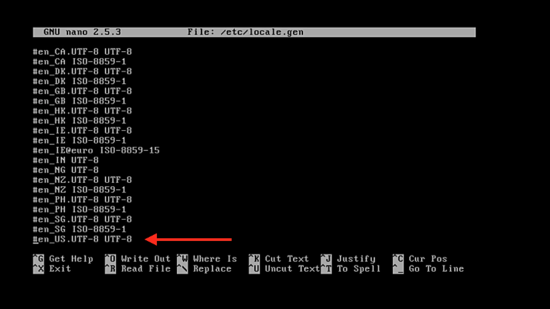 GNU nano 2.5.3 File: /etc/locale.gen
#en_CA.UTF-8 UTF-8
#en_CA ISO-8859-1
#en_DK.UTF-8 UTF-8
#en_DK ISO-8859-1
#en_GB.UTF-8 UTF-8
#en_GB ISO-8859-1
#en_HK.UTF-8 UTF-8
#en_HK ISO-8859-1
#en_IE.UTF-8 UTF-8
#en_IE ISO-8859-1
#en_IE@euro ISO-8859-15
#en_IN UTF-8
#en_NG UTF-8
#en_NZ.UTF-8 UTF-8
#en_NZ ISO-8859-1
#en_PH.UTF-8 UTF-8
#en_PH ISO-8859-1
#en_SG.UTF-8 UTF-8
#en_SG ISO-8859-1
#en_US.UTF-8 UTF-8
^G Get Help ^O Write Out ^W Where Is ^K Cut Text ^J Justify ^C Cur Pos
^X Exit ^R Read File ^\ Replace ^U Uncut Text ^T To Spell ^_ Go To Line